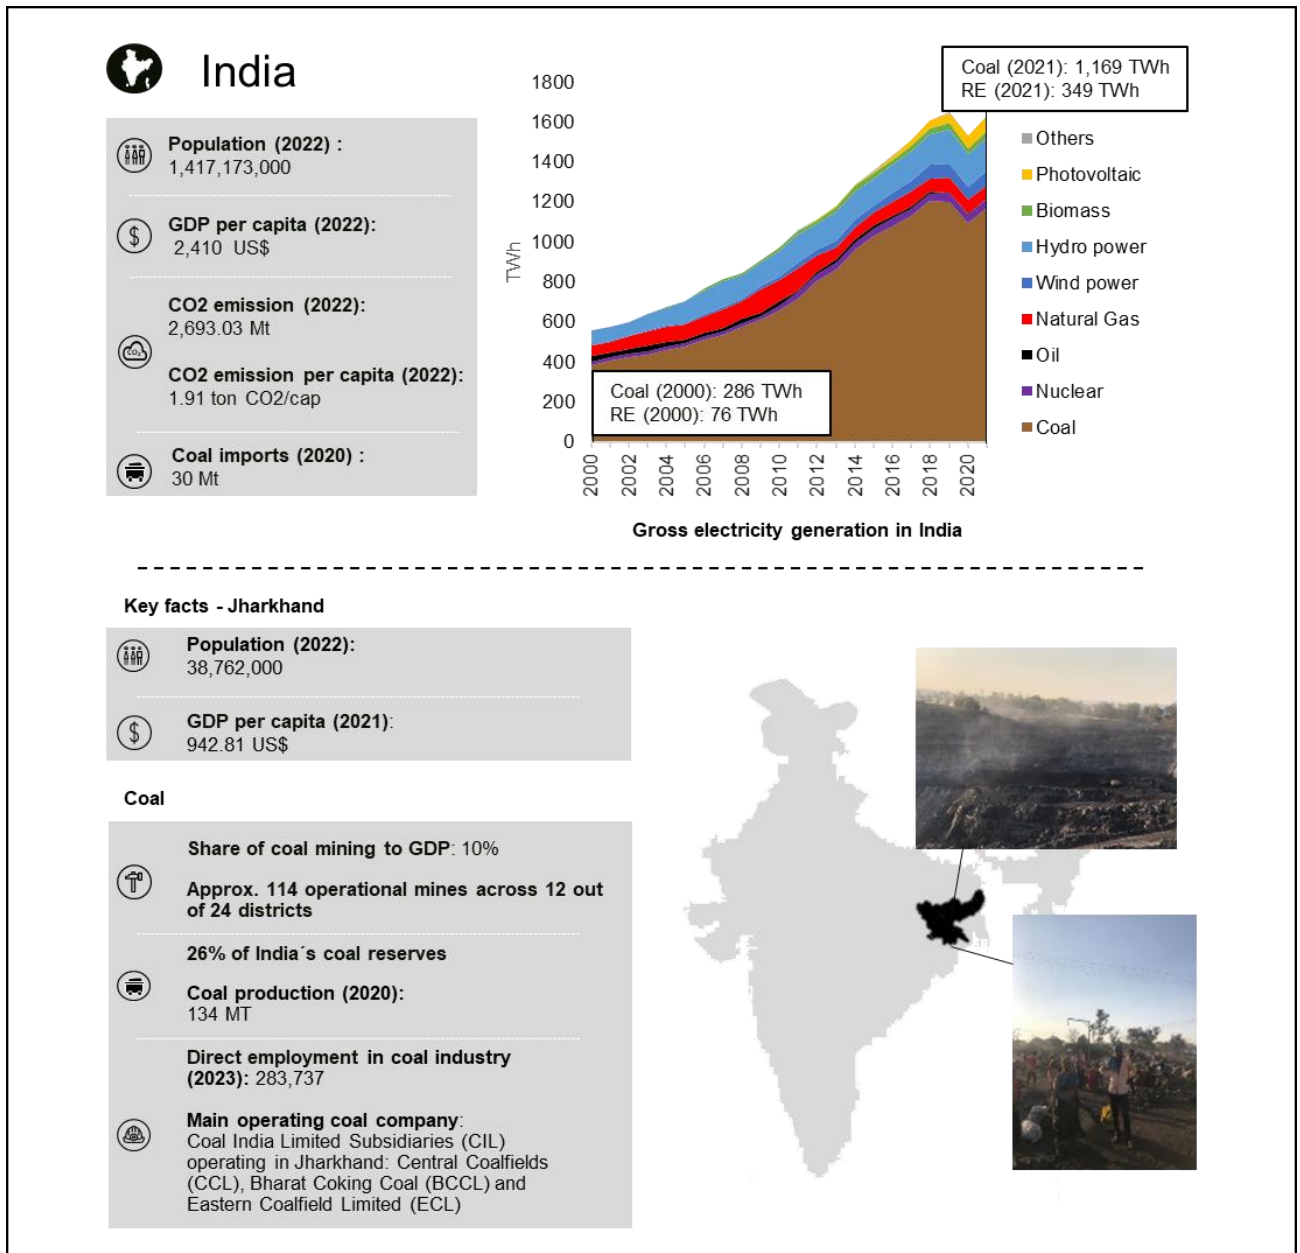 India
Population (2022) :
1,417,173,000
GDP per capita (2022):
2,410 US$
CO2 emission (2022):
2,693.03 Mt
CO2 emission per capita (2022):
1.91 ton CO2/cap
Coal imports (2020) :
30 Mt
Coal (2021): 1,169 TWh
RE (2021): 349 TWh
1800
1600
1400
1200
1000
800
600
400
200
0
TWh
Coal (2000): 286 TWh
RE (2000): 76 TWh
2000
2002
2004
2006
2008
2010
2012
2014
2016
2018
2020
Others
Photovoltaic
Biomass
Hydro power
Wind power
Natural Gas
Oil
Nuclear
Coal
Gross electricity generation in India
Key facts - Jharkhand
Population (2022):
38,762,000
GDP per capita (2021):
942.81 US$
Coal
Share of coal mining to GDP: 10%
Approx. 114 operational mines across 12 out
of 24 districts
26% of India´s coal reserves
Coal production (2020):
134 MT
Direct employment in coal industry
(2023): 283,737
Main operating coal company:
Coal India Limited Subsidiaries (CIL)
operating in Jharkhand: Central Coalfields
(CCL), Bharat Coking Coal (BCCL) and
Eastern Coalfield Limited (ECL)